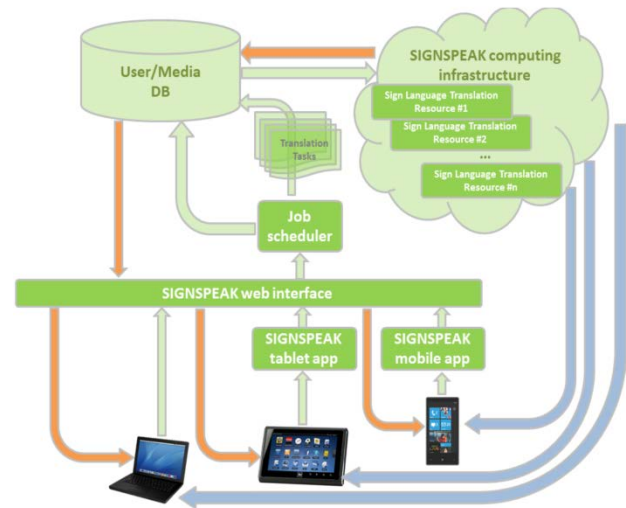 User/Media
DB
SIGNSPEAK computing
infrastructure
Sign Language Translation
Resource #1
Sign Language Translation
Resource #2
...
Sign Language Translation
Resource #n
Translation
Tasks
Job
scheduler
SIGNSPEAK web interface
SIGNSPEAK
tablet app
SIGNSPEAK
mobile app